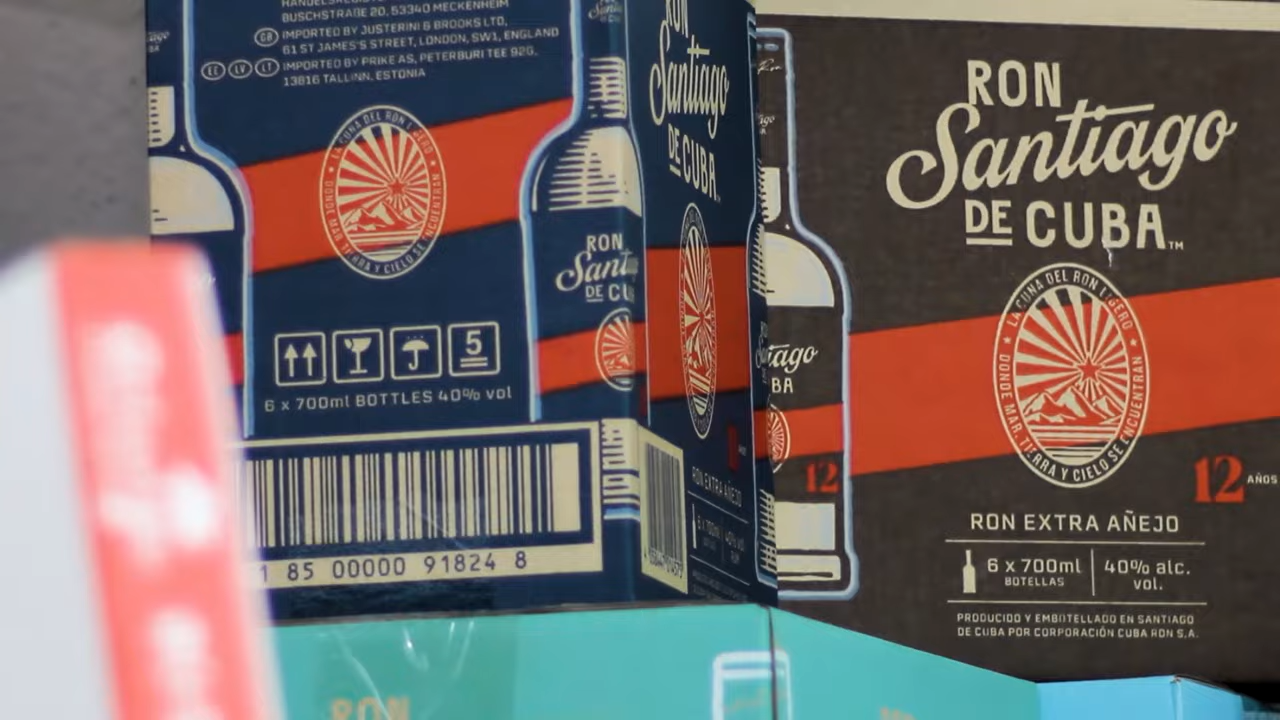 BUSCHSTRAßE 20, 53340 MECKENHEIM
GB IMPORTED BY JUSTERINI & BROOKS LTD,
61 ST JAMES'S STREET, LONDON, SW1, ENGLAND
EE LV LT IMPORTED BY PRIKE AS, PETERBURI TEE 92G,
13816 TALLINN, ESTONIA
LA CUNA DEL RON LIGERO
DONDE MAR, TIERRA Y CIELO SE ENCUENTRAN
5
6 x 700ml BOTTLES 40% vol
1 85 00000 91824 8
RON
Santiago
DE CUBA
RON
Santiago
DE CUBA
RON EXTRA AÑEJO
12
RON
Santiago
DE CUBA™
LA CUNA DEL RON LIGERO
DONDE MAR, TIERRA Y CIELO SE ENCUENTRAN
12 AÑOS
RON EXTRA AÑEJO
6 x 700ml
BOTELLAS
40% alc.
vol.
PRODUCIDO Y EMBOTELLADO EN SANTIAGO
DE CUBA POR CORPORACIÓN CUBA RON S.A.
RON